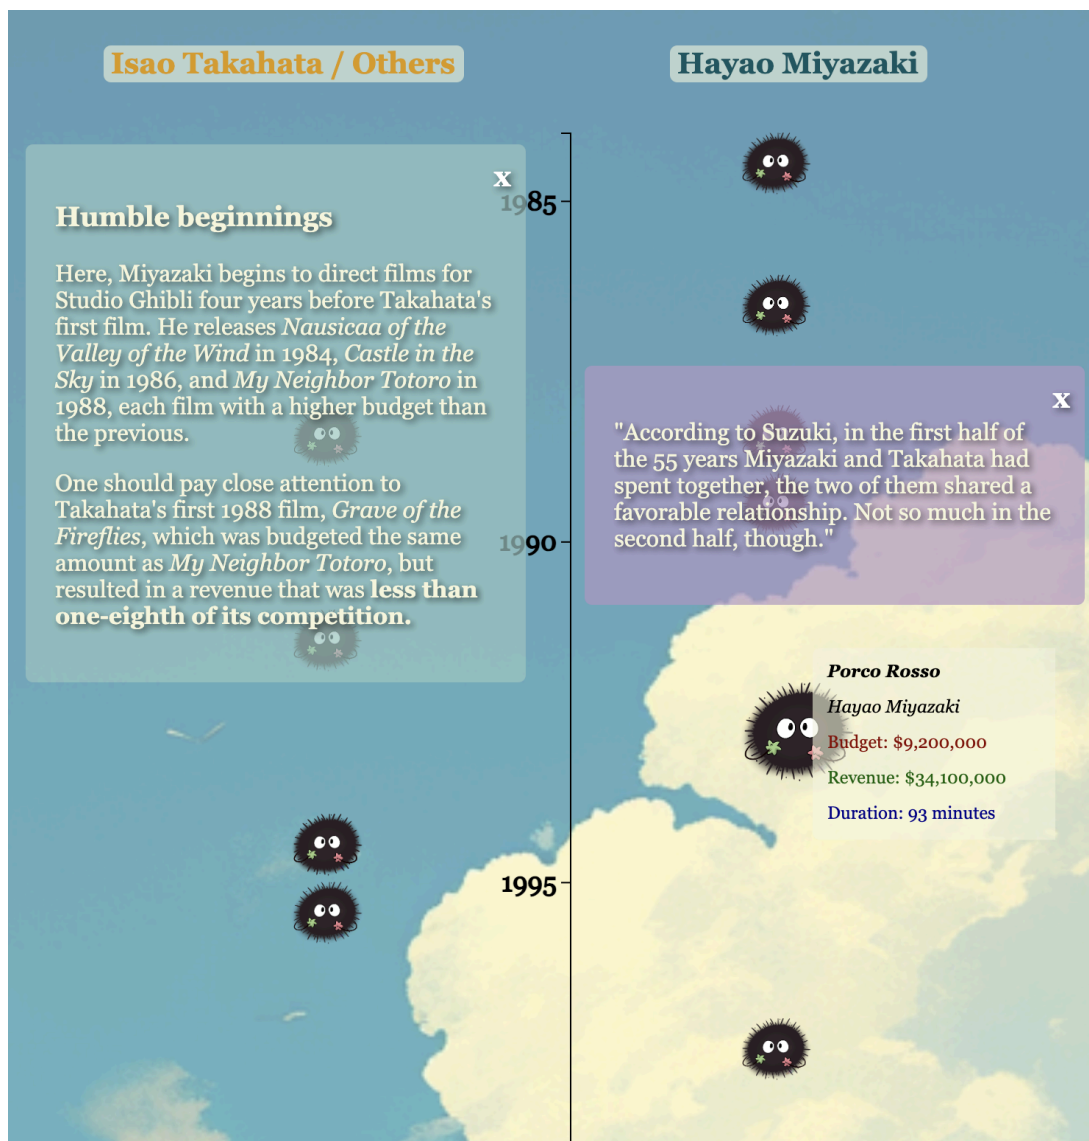 Isao Takahata / Others
Hayao Miyazaki
x
1985
Humble beginnings
Here, Miyazaki begins to direct films for
Studio Ghibli four years before Takahata's
first film. He releases Nausicaa of the
Valley of the Wind in 1984, Castle in the
Sky in 1986, and My Neighbor Totoro in
1988, each film with a higher budget than
the previous.
One should pay close attention to
Takahata's first 1988 film, Grave of the
Fireflies, which was budgeted the same
amount as My Neighbor Totoro, but
resulted in a revenue that was less than
one-eighth of its competition.
x
"According to Suzuki, in the first half of
the 55 years Miyazaki and Takahata had
spent together, the two of them shared a
favorable relationship. Not so much in the
second half, though."
1990
Porco Rosso
Hayao Miyazaki
Budget: $9,200,000
Revenue: $34,100,000
Duration: 93 minutes
1995